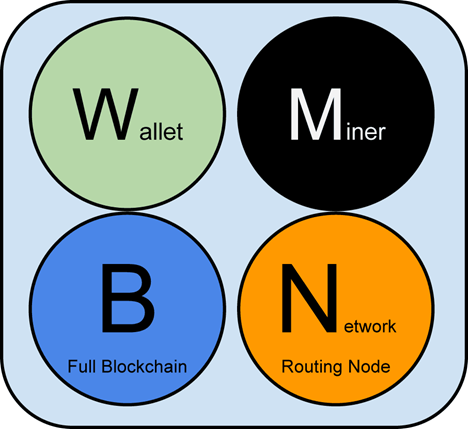 Wallet
Miner
B
Full Blockchain
Network
Routing Node